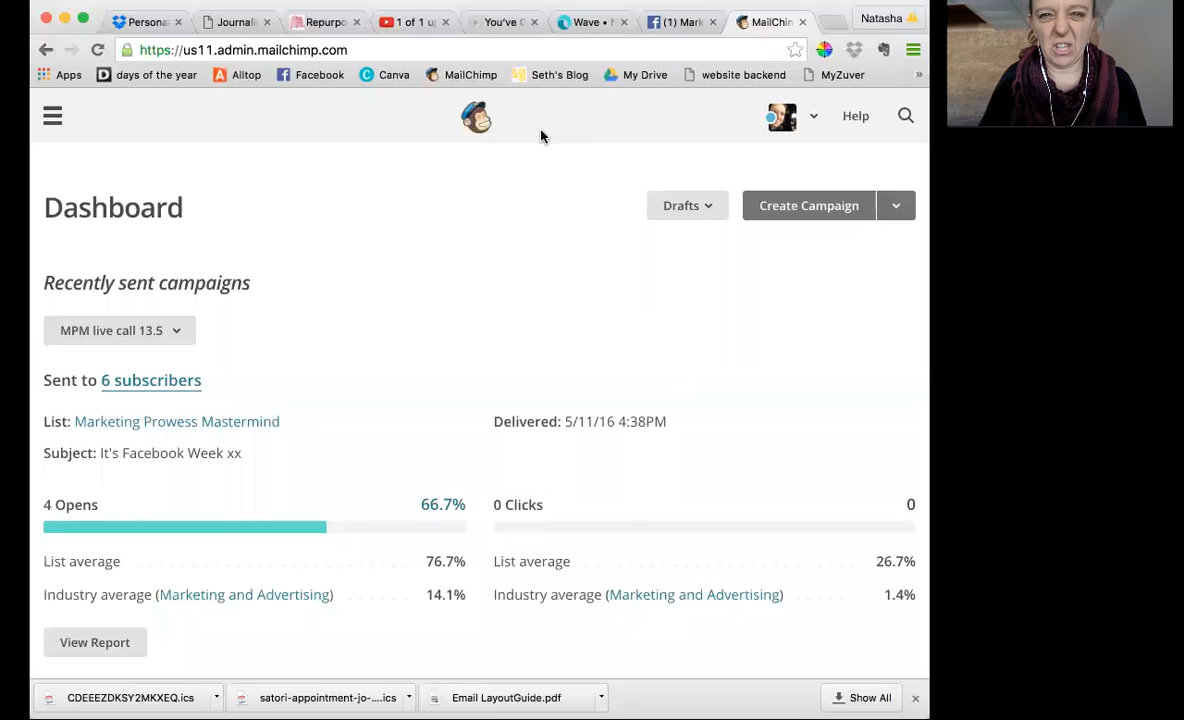 Persona
Journali
Repurpo
1 of 1 u
You've
Wave •
(1) Mark
MailChin
Natasha
https://us11.admin.mailchimp.com
Apps
days of the year
Alltop
Facebook
Canva
MailChimp
Seth's Blog
My Drive
website backend
MyZuver
»
Help
Dashboard
Drafts
Create Campaign
Recently sent campaigns
MPM live call 13.5
Sent to 6 subscribers
List: Marketing Prowess Mastermind
Delivered: 5/11/16 4:38PM
Subject: It's Facebook Week xx
4 Opens
66.7%
0 Clicks
0
List average
76.7%
List average
26.7%
Industry average (Marketing and Advertising)
14.1%
Industry average (Marketing and Advertising)
1.4%
View Report
CDEEEZDKSY2MKXEQ.ics
satori-appointment-jo-....ics
Email LayoutGuide.pdf
Show All